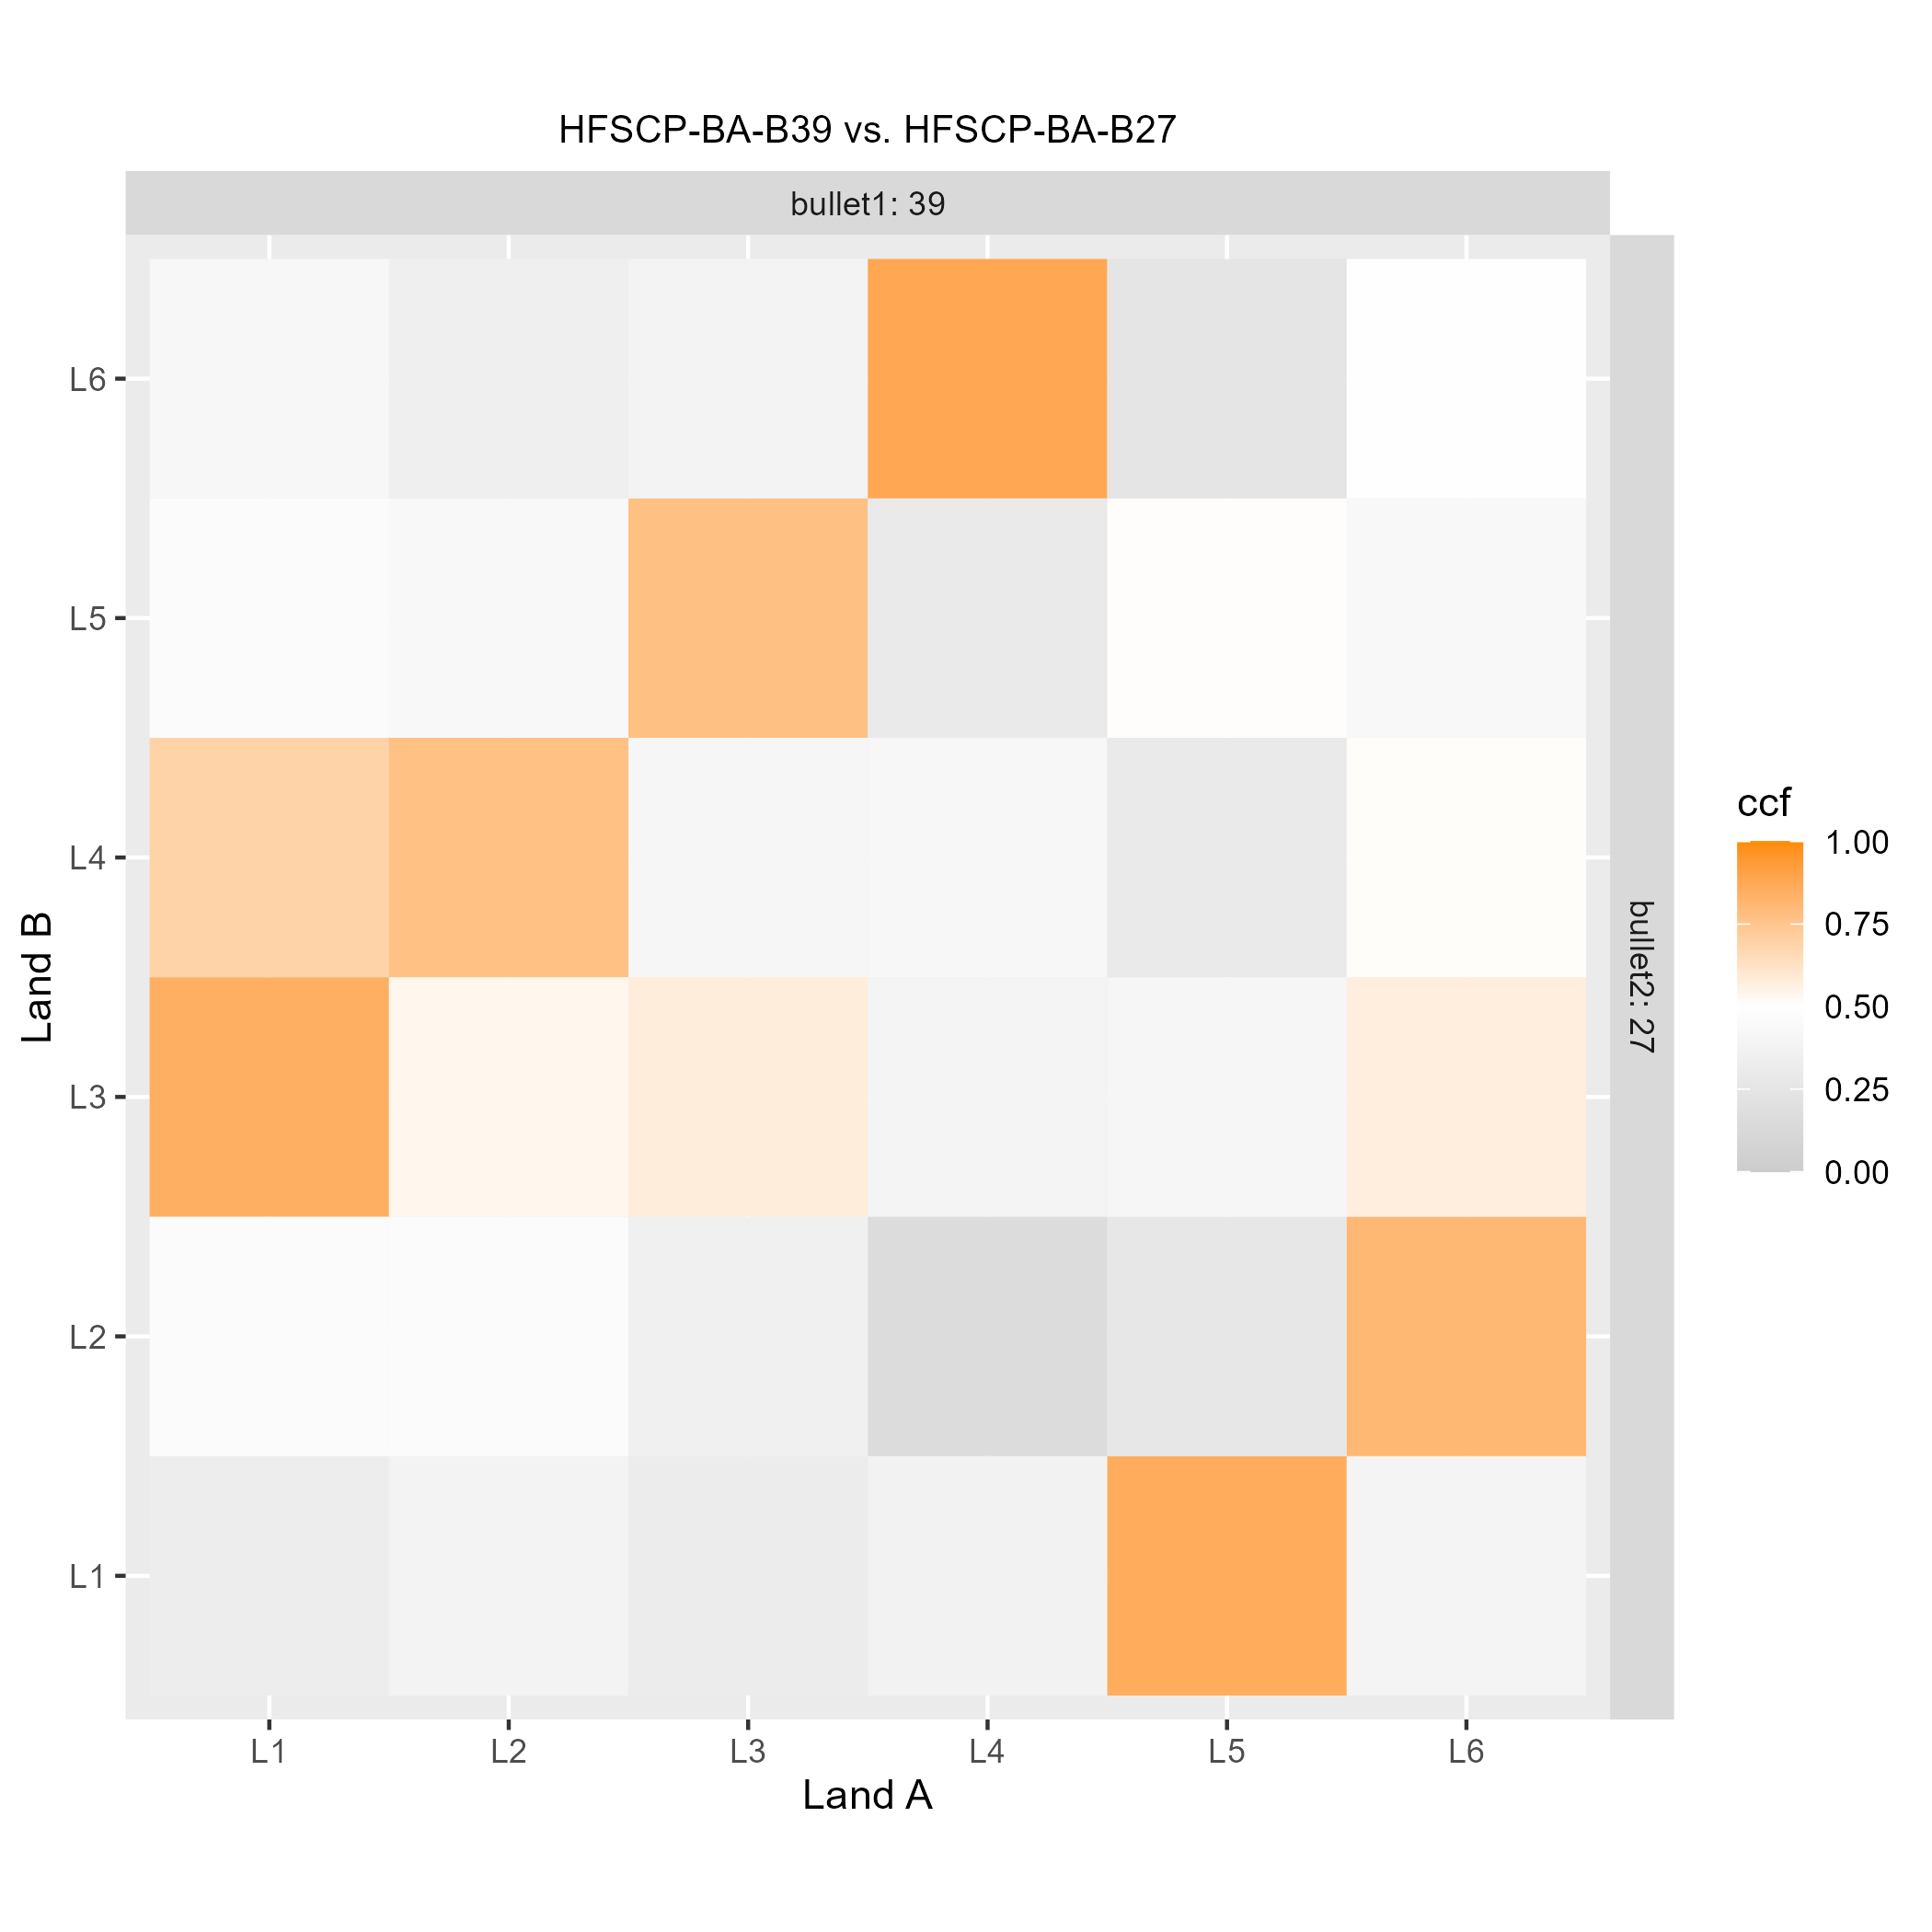 HFSCP-BA-B39 vs. HFSCP-BA-B27
bullet1: 39
L6
L5
L4
L3
L2
L1
Land B
bullet2: 27
L1 L2 L3 L4 L5 L6
Land A
ccf
1.00
0.75
0.50
0.25
0.00